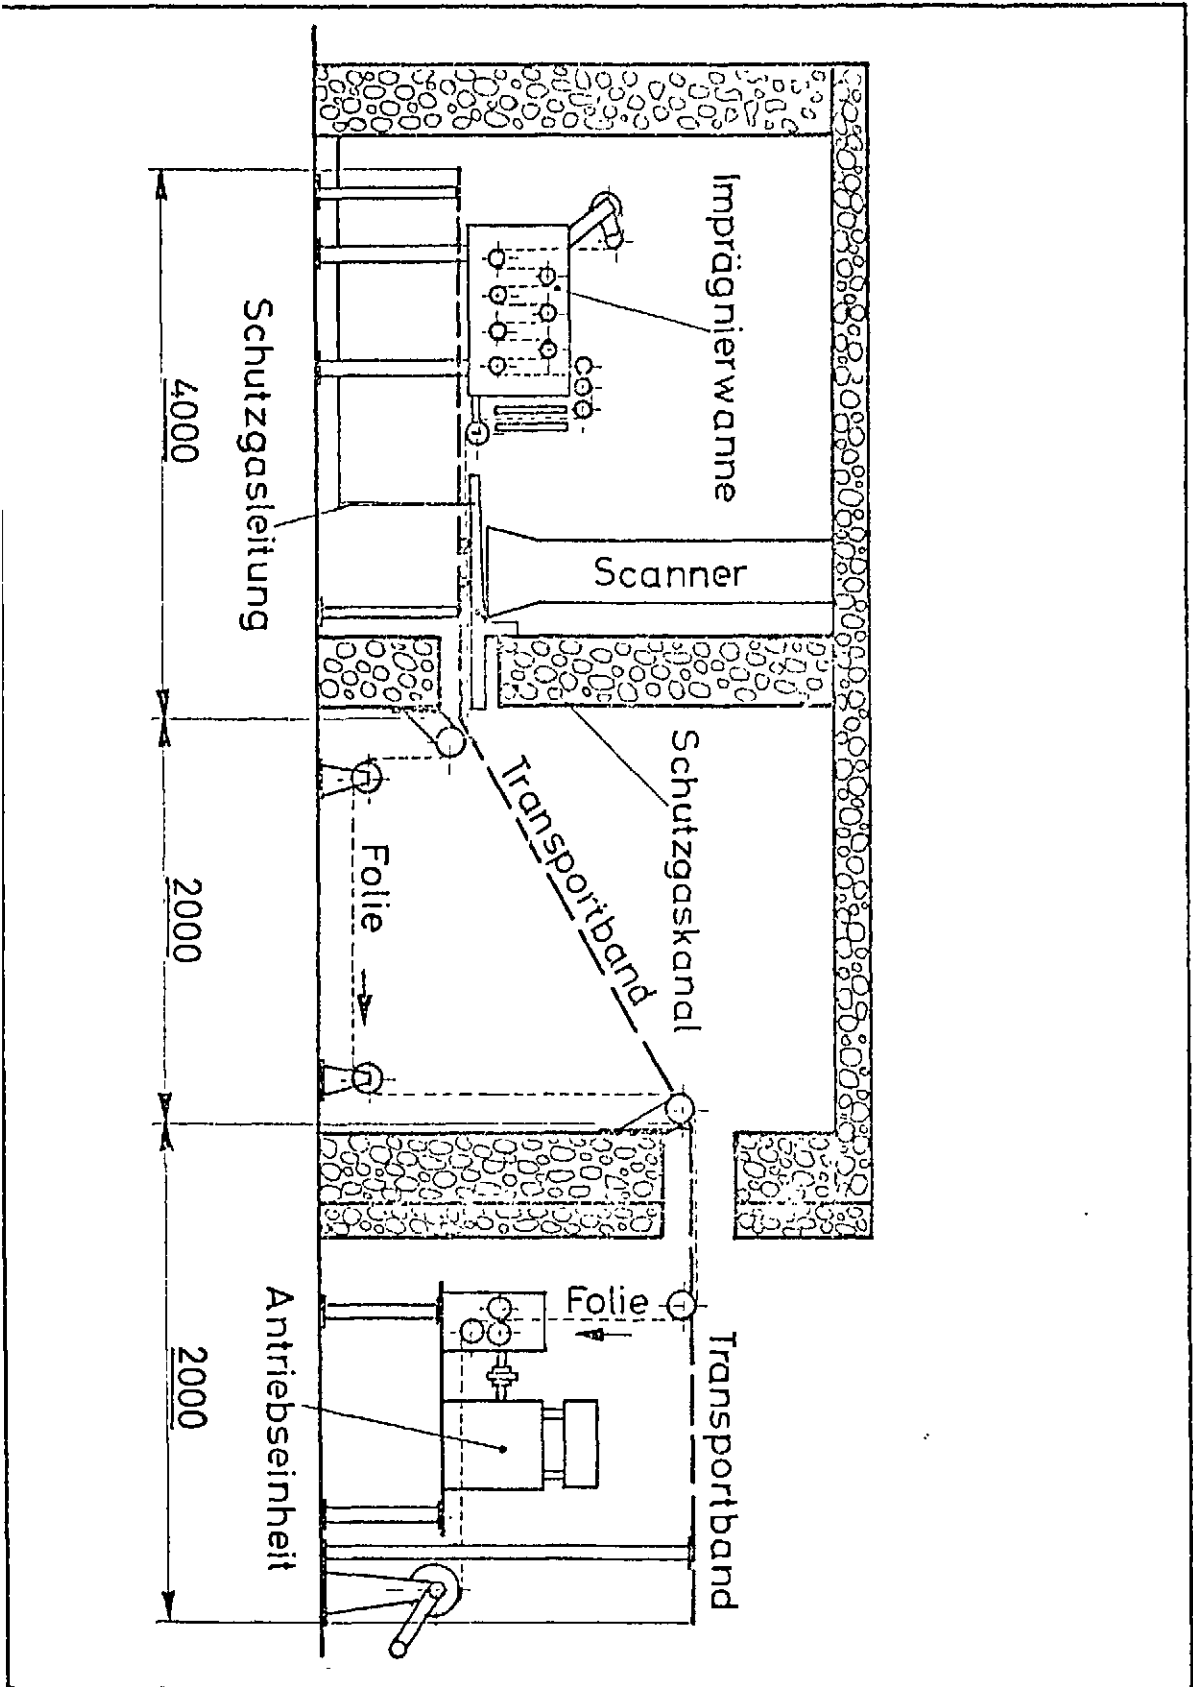 Imprägnierwanne
Scanner
Schutzgasleitung
4000
Schutzgaskanal
Transportband
Folie
2000
Folie
Transportband
Antriebseinheit
2000